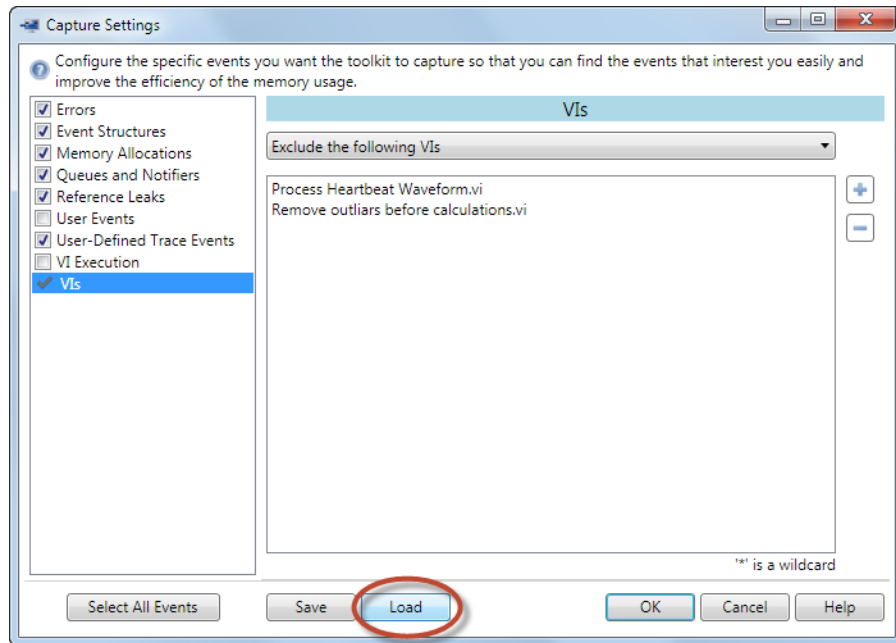 Capture Settings
Configure the specific events you want the toolkit to capture so that you can find the events that interest you easily and
improve the efficiency of the memory usage.
Errors
Event Structures
Memory Allocations
Queues and Notifiers
Reference Leaks
User Events
User-Defined Trace Events
VI Execution
VIs
VIs
Exclude the following VIs
Process Heartbeat Waveform.vi
Remove outliars before calculations.vi
'*' is a wildcard
Select All Events
Save
Load
OK
Cancel
Help